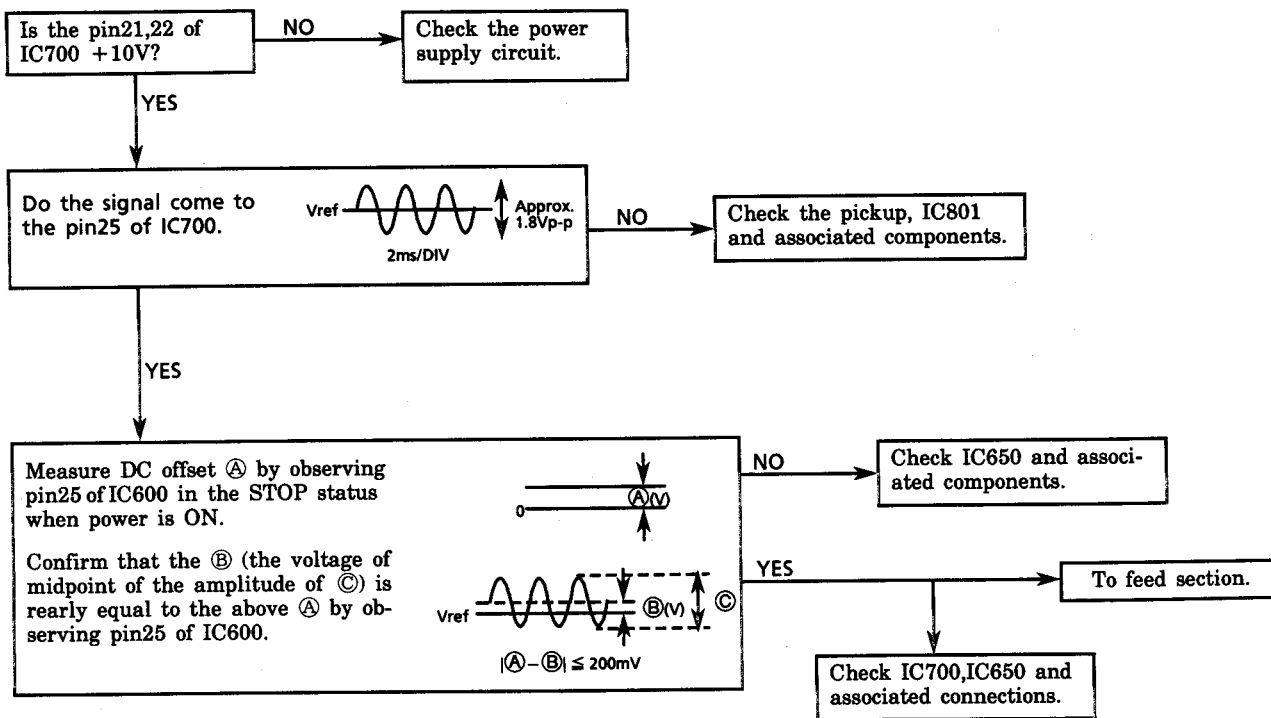 Is the pin21,22 of
IC700 +10V?
NO
Check the power
supply circuit.
YES
Do the signal come to
the pin25 of IC700.
Vref
Approx.
1.8Vp-p
2ms/DIV
NO
Check the pickup, IC801
and associated components.
YES
Measure DC offset Ⓐ by observing
pin25 of IC600 in the STOP status
when power is ON.
0
Ⓐ(V)
Confirm that the Ⓑ (the voltage of
midpoint of the amplitude of Ⓒ) is
rearly equal to the above Ⓐ by ob-
serving pin25 of IC600.
Vref
Ⓑ(V)
Ⓒ
|Ⓐ-Ⓑ| ≦ 200mV
NO
Check IC650 and associ-
ated components.
YES
To feed section.
Check IC700,IC650 and
associated connections.